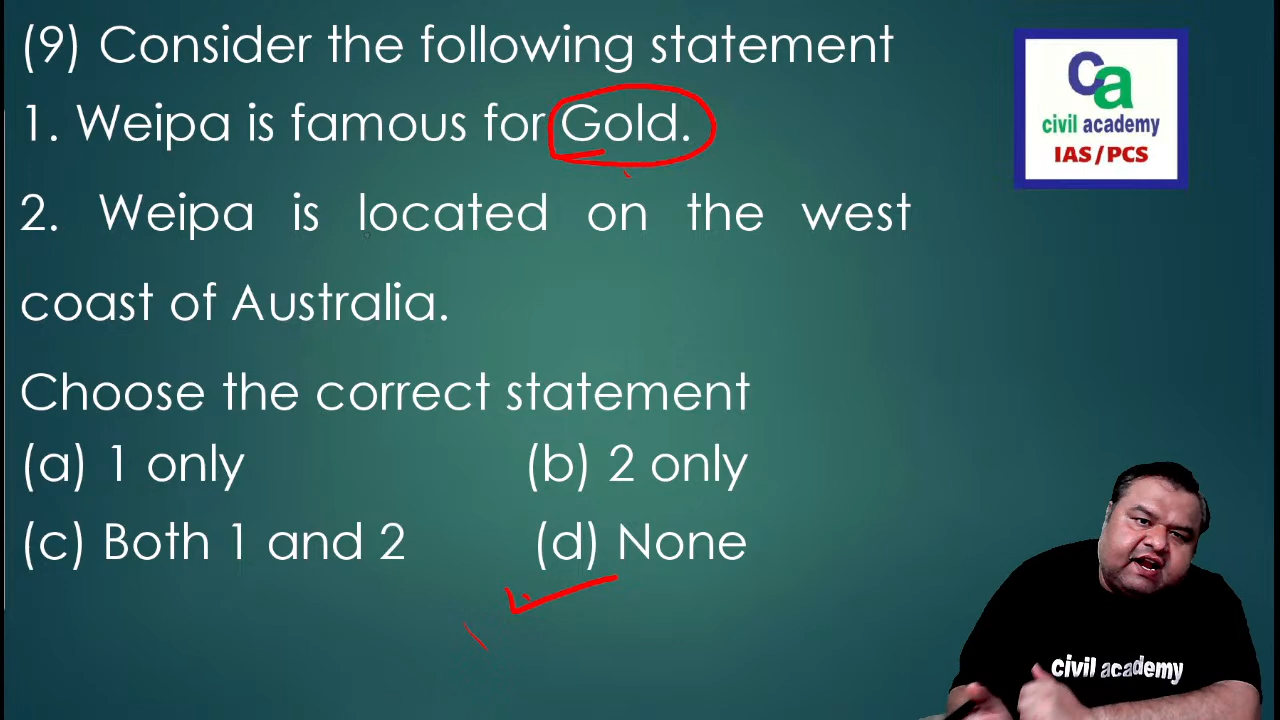 (9) Consider the following statement
1. Weipa is famous for Gold.
2. Weipa is located on the west
coast of Australia.
Choose the correct statement
(a) 1 only (b) 2 only
(c) Both 1 and 2 (d) None
ca
civil academy
IAS/PCS
civil academy